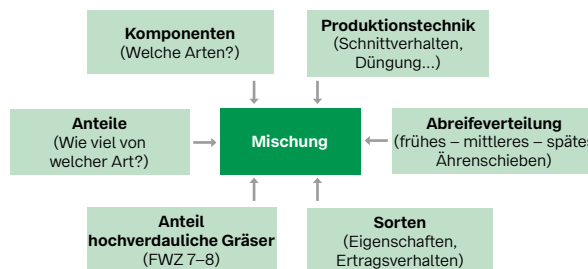 Komponenten
(Welche Arten?)
Produktionstechnik
(Schnittverhalten,
Düngung...)
Anteile
(Wie viel von
welcher Art?)
Mischung
Abreifeverteilung
(frühes – mittleres – spätes
Ährenschieben)
Anteil
hochverdauliche Gräser
(FWZ 7–8)
Sorten
(Eigenschaften,
Ertragsverhalten)